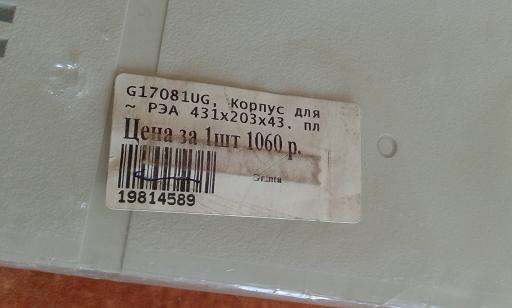 G17081UG, Корпус для
~ РЭА 431x203x43. пл
Цена за 1шт 1060 р.
19814589